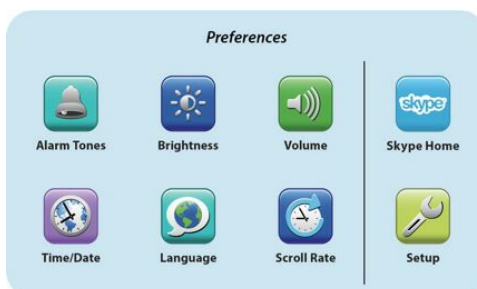 Preferences
Alarm Tones
Brightness
Volume
skype
Skype Home
Time/Date
Language
Scroll Rate
Setup